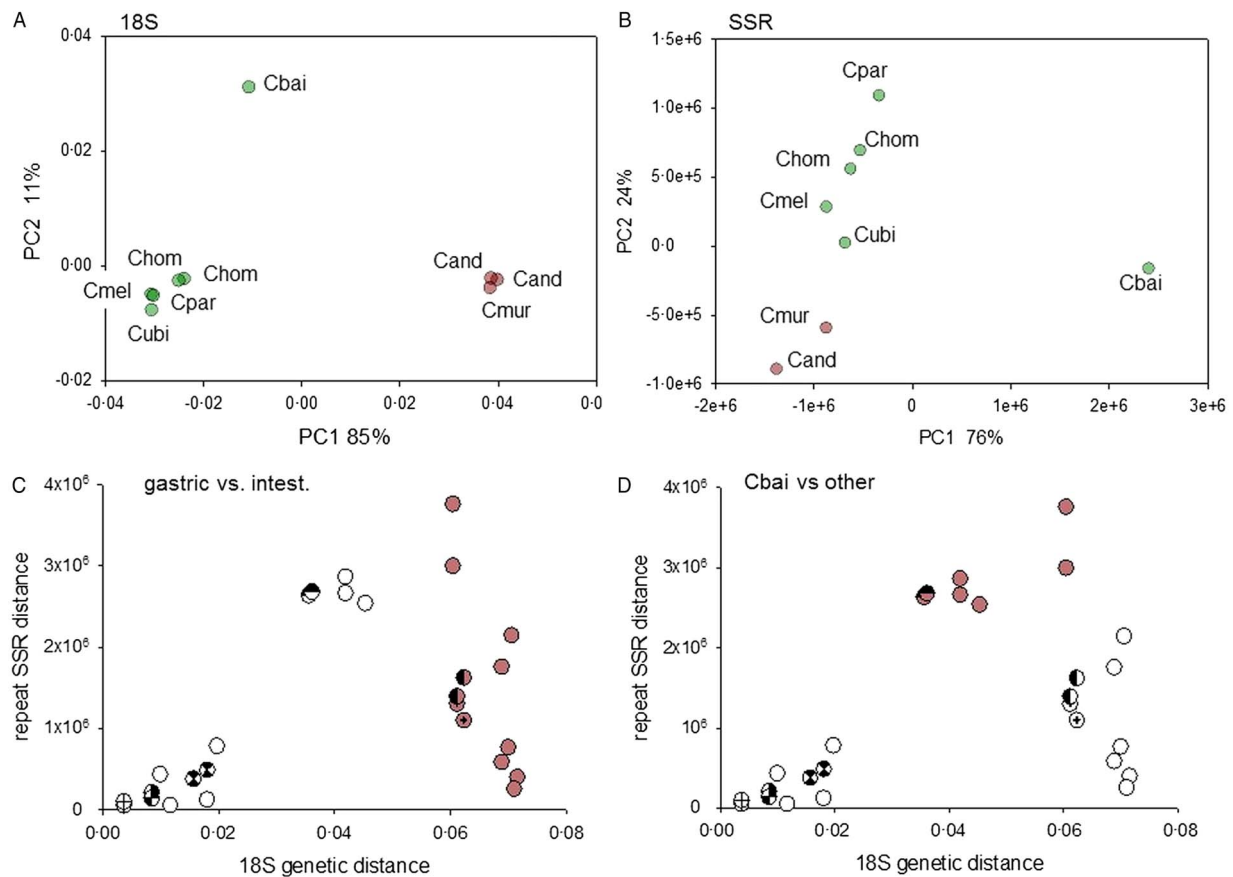 A
18S
0·04
0·02
0·00
-0·02
PC2 11%
Cbai
Chom
Chom
Cmel
Cpar
Cubi
Cand
Cand
Cmur
-0·04
-0·02
0·00
0·02
0·04
0·0
PC1 85%
B
SSR
1·5e+6
1·0e+6
5·0e+5
0·0
-5·0e+5
-1·0e+6
PC2 24%
Cpar
Chom
Chom
Cmel
Cubi
Cbai
Cmur
Cand
-2e+6
-1e+6
0
1e+6
2e+6
3e+6
PC1 76%
C
gastric vs. intest.
4x10⁶
3x10⁶
2x10⁶
1x10⁶
0
repeat SSR distance
0·00
0·02
0·04
0·06
0·08
18S genetic distance
D
Cbai vs other
4x10⁶
3x10⁶
2x10⁶
10⁶
0
repeat SSR distance
0·00
0·02
0·04
0·06
0·08
18S genetic distance